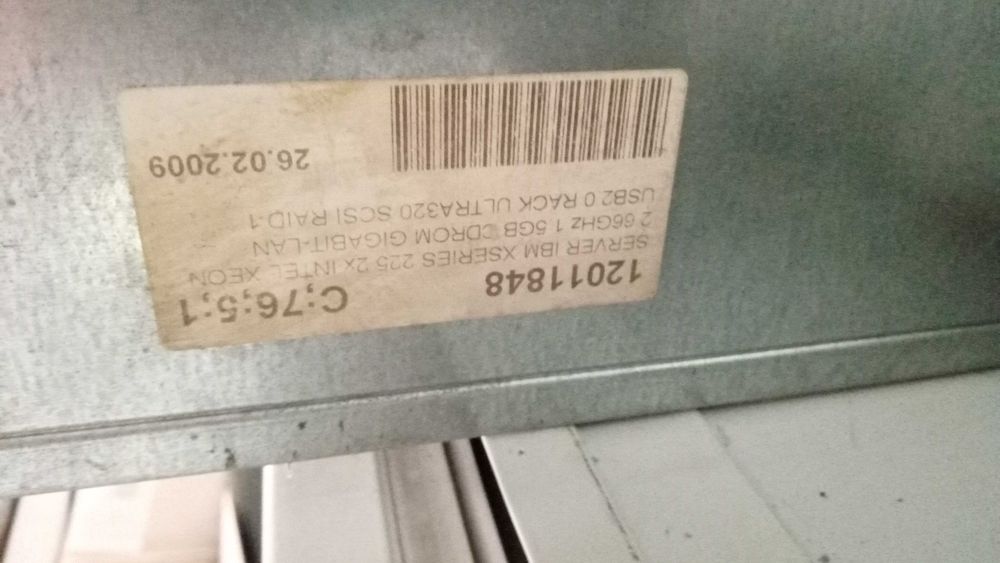 12011848 C;76;5;1
SERVER IBM XSERIES 225 2x INTEL XEON
2 66GHz 1 5GB CDROM GIGABIT-LAN
USB2 0 RACK ULTRA320 SCSI RAID-1
26.02.2009